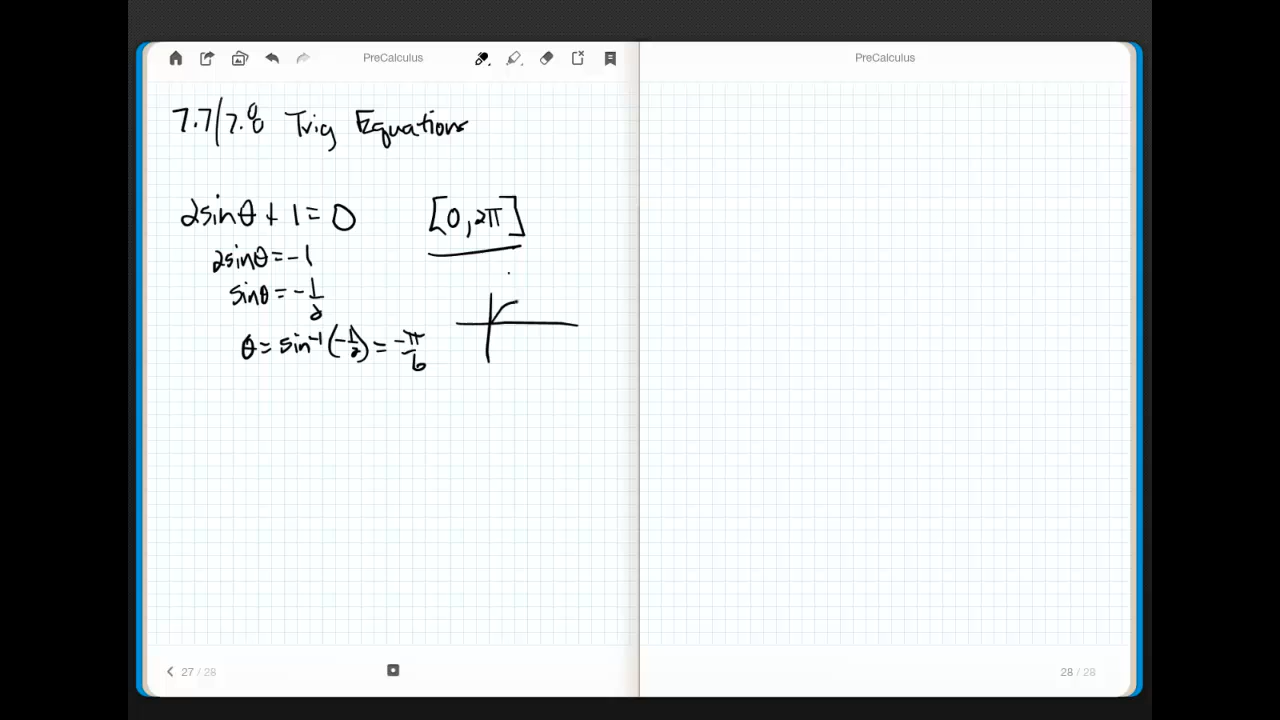 PreCalculus
PreCalculus
7.7/7.8 Trig Equations
2sinθ + 1 = 0
[0, 2π]
2sinθ = -1
sinθ = -1/2
θ = sin⁻¹(-1/2) = -π/6
27 / 28
28 / 28